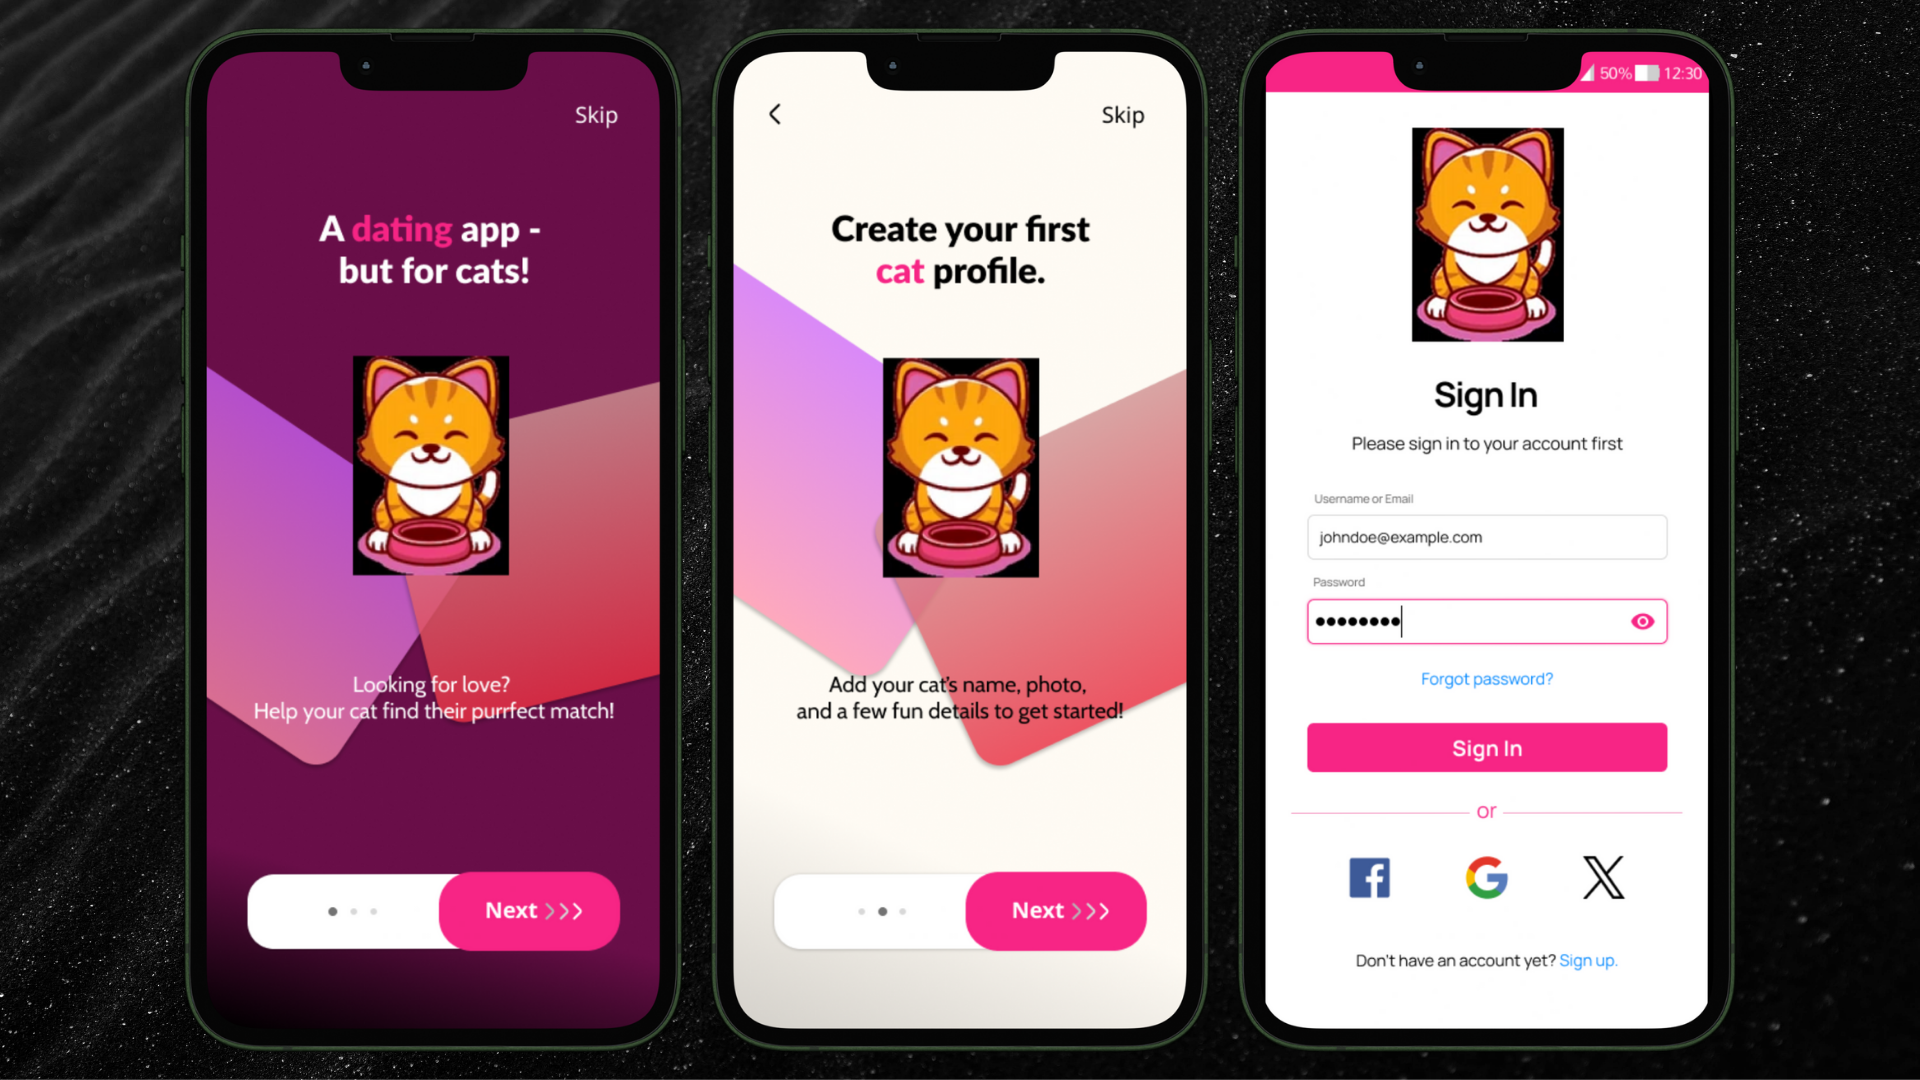 Skip
A dating app -
but for cats!
Looking for love?
Help your cat find their purrfect match!
Next >>>
Skip
Create your first
cat profile.
Add your cat's name, photo,
and a few fun details to get started!
Next >>>
50% 12:30
Sign In
Please sign in to your account first
Username or Email
johndoe@example.com
Password
••••••••
Forgot password?
Sign In
or
Don't have an account yet? Sign up.